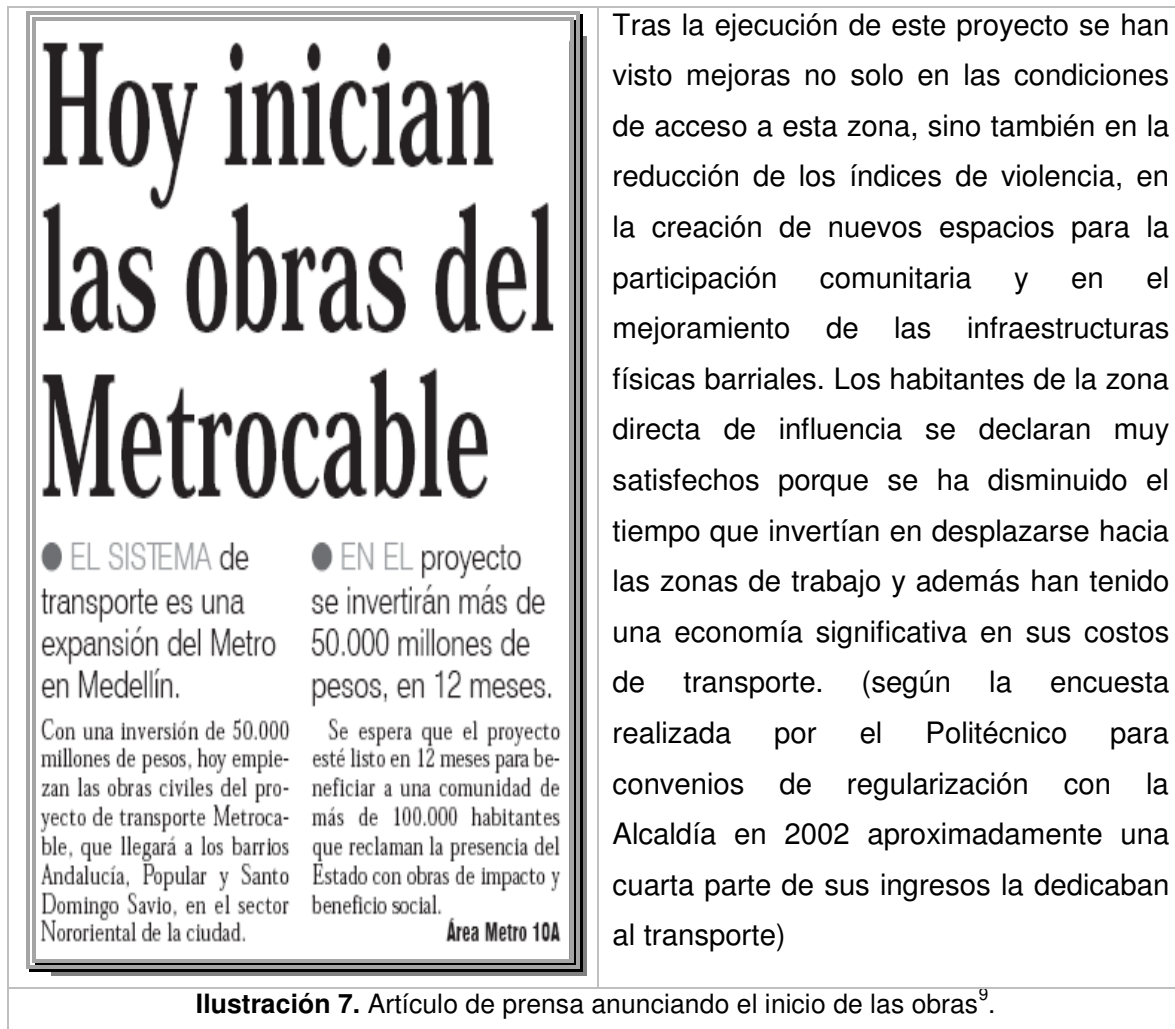 Hoy inician
las obras del
Metrocable
● EL SISTEMA de
transporte es una
expansión del Metro
en Medellín.
Con una inversión de 50.000
millones de pesos, hoy empie-
zan las obras civiles del pro-
yecto de transporte Metroca-
ble, que llegará a los barrios
Andalucía, Popular y Santo
Domingo Savio, en el sector
Nororiental de la ciudad.
● EN EL proyecto
se invertirán más de
50.000 millones de
pesos, en 12 meses.
Se espera que el proyecto
esté listo en 12 meses para be-
neficiar a una comunidad de
más de 100.000 habitantes
que reclaman la presencia del
Estado con obras de impacto y
beneficio social.
Área Metro 10A
Tras la ejecución de este proyecto se han
visto mejoras no solo en las condiciones
de acceso a esta zona, sino también en la
reducción de los índices de violencia, en
la creación de nuevos espacios para la
participación comunitaria y en el
mejoramiento de las infraestructuras
físicas barriales. Los habitantes de la zona
directa de influencia se declaran muy
satisfechos porque se ha disminuido el
tiempo que invertían en desplazarse hacia
las zonas de trabajo y además han tenido
una economía significativa en sus costos
de transporte. (según la encuesta
realizada por el Politécnico para
convenios de regularización con la
Alcaldía en 2002 aproximadamente una
cuarta parte de sus ingresos la dedicaban
al transporte)
Ilustración 7. Artículo de prensa anunciando el inicio de las obras⁹.